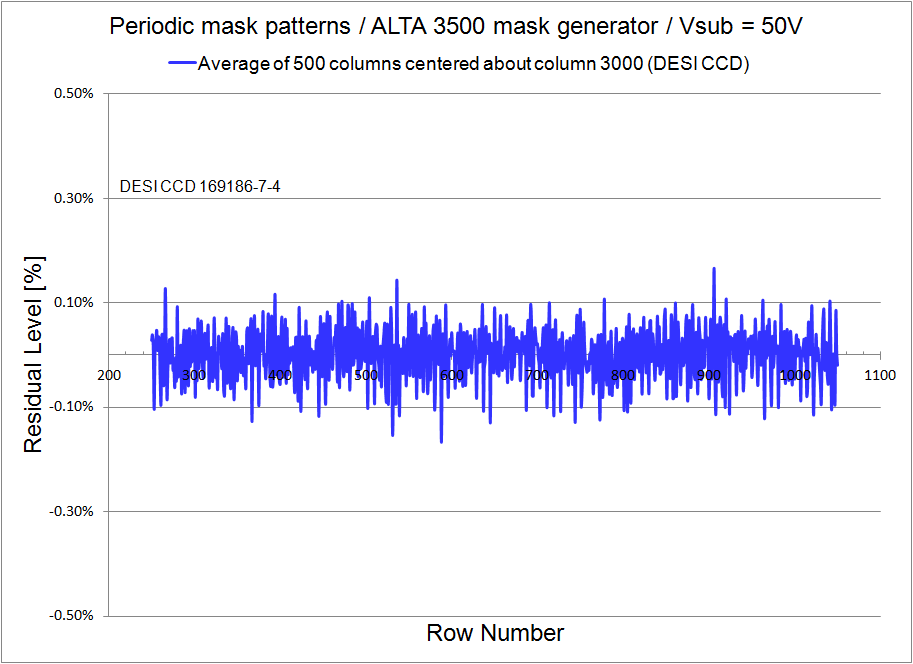 Periodic mask patterns / ALTA 3500 mask generator / Vsub = 50V
Average of 500 columns centered about column 3000 (DESI CCD)
0.50%
DESI CCD 169186-7-4
0.30%
0.10%
200 300 400 500 600 700 800 900 1000 1100
-0.10%
-0.30%
-0.50%
Residual Level [%]
Row Number